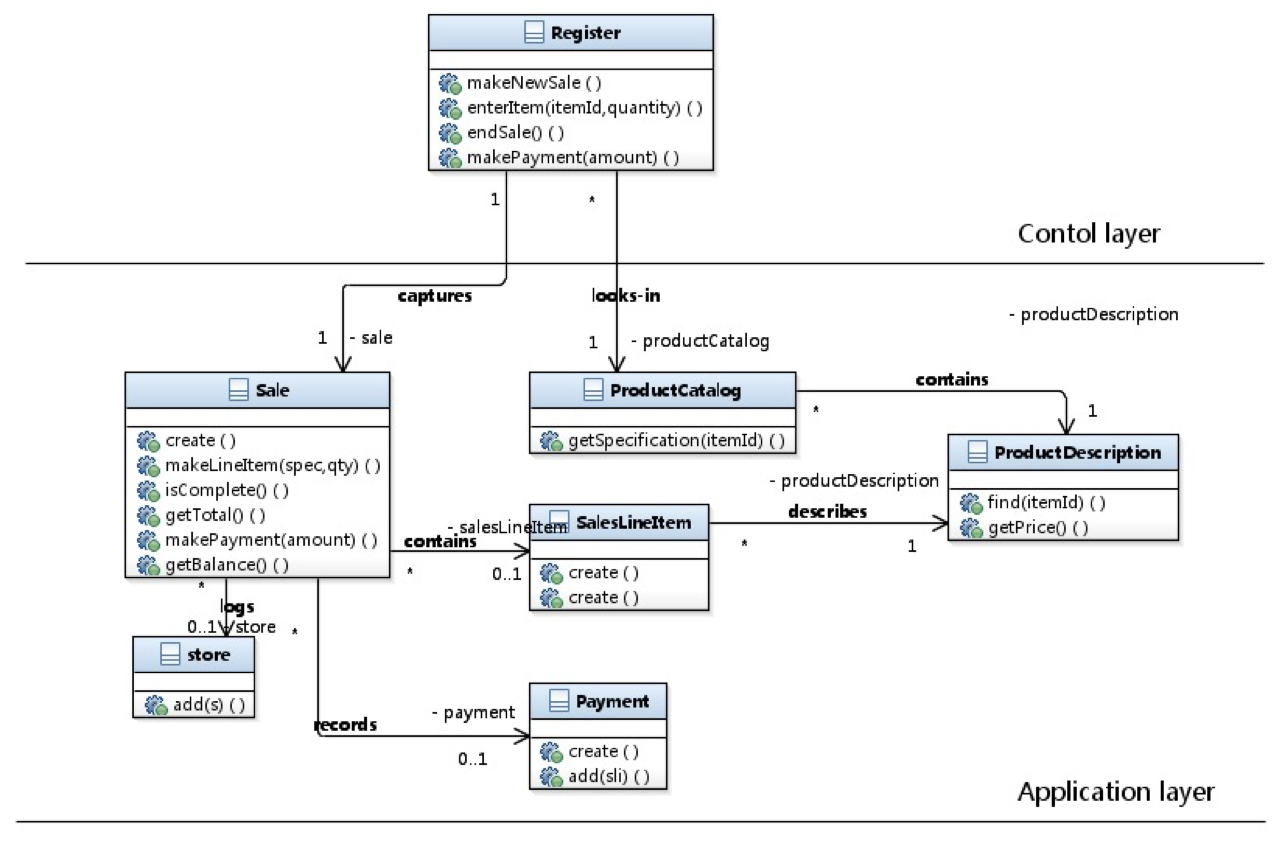 Register
makeNewSale ( )
enterItem(itemId,quantity) ( )
endSale() ( )
makePayment(amount) ( )
1
*
Contol layer
captures
looks-in
- productDescription
1
- sale
1
- productCatalog
Sale
create ( )
makeLineItem(spec,qty) ( )
isComplete() ( )
getTotal() ( )
makePayment(amount) ( )
getBalance() ( )
ProductCatalog
getSpecification(itemId) ( )
contains
*
1
ProductDescription
find(itemId) ( )
getPrice() ( )
- productDescription
describes
*
1
- salesLineItem
contains
*
0..1
SalesLineItem
create ( )
create ( )
*
logs
0..1
store
*
store
add(s) ( )
records
- payment
0..1
Payment
create ( )
add(sli) ( )
Application layer